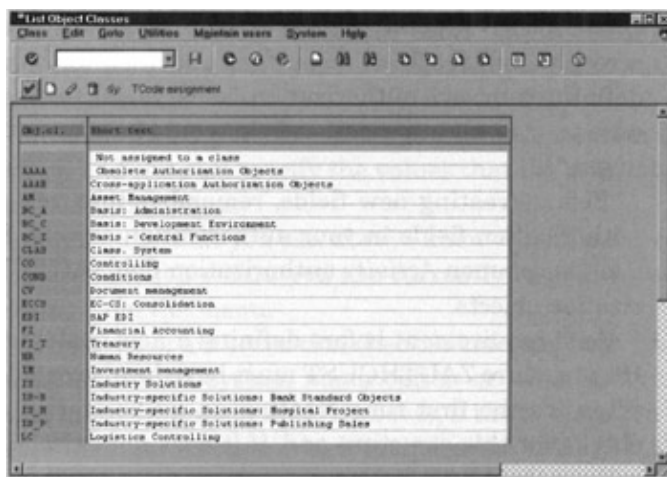 *List Object Classes
Class Edit Goto Utilities Maintain users System Help
TCode assignment
Obj.cl. Short text
Not assigned to a class
AAAA Obsolete Authorization Objects
AAAB Cross-application Authorization Objects
AM Asset Management
BC_A Basis: Administration
BC_C Basis: Development Environment
BC_Z Basis - Central Functions
CLAS Class. System
CO Controlling
COND Conditions
CV Document management
ECCS EC-CS: Consolidation
EDI SAP EDI
FI Financial Accounting
FI_T Treasury
HR Human Resources
IM Investment management
IS Industry Solutions
IS-B Industry-specific Solutions: Bank Standard Objects
IS_H Industry-specific Solutions: Hospital Project
IS_P Industry-specific Solutions: Publishing Sales
LC Logistics Controlling